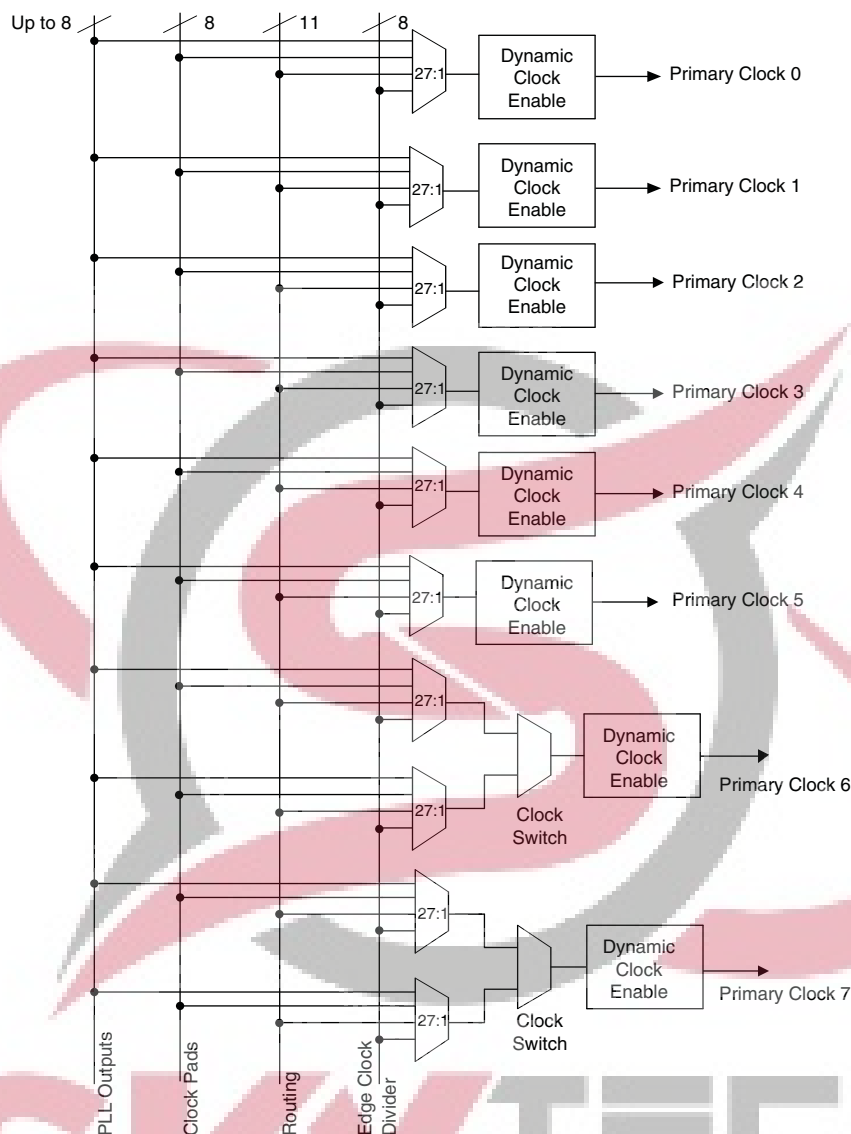 Up to 8
8
11
8
27:1
Dynamic
Clock
Enable
Primary Clock 0
27:1
Dynamic
Clock
Enable
Primary Clock 1
27:1
Dynamic
Clock
Enable
Primary Clock 2
27:1
Dynamic
Clock
Enable
Primary Clock 3
27:1
Dynamic
Clock
Enable
Primary Clock 4
27:1
Dynamic
Clock
Enable
Primary Clock 5
27:1
27:1
Clock
Switch
Dynamic
Clock
Enable
Primary Clock 6
27:1
27:1
Clock
Switch
Dynamic
Clock
Enable
Primary Clock 7
PLL Outputs
Clock Pads
Routing
Edge Clock
Divider